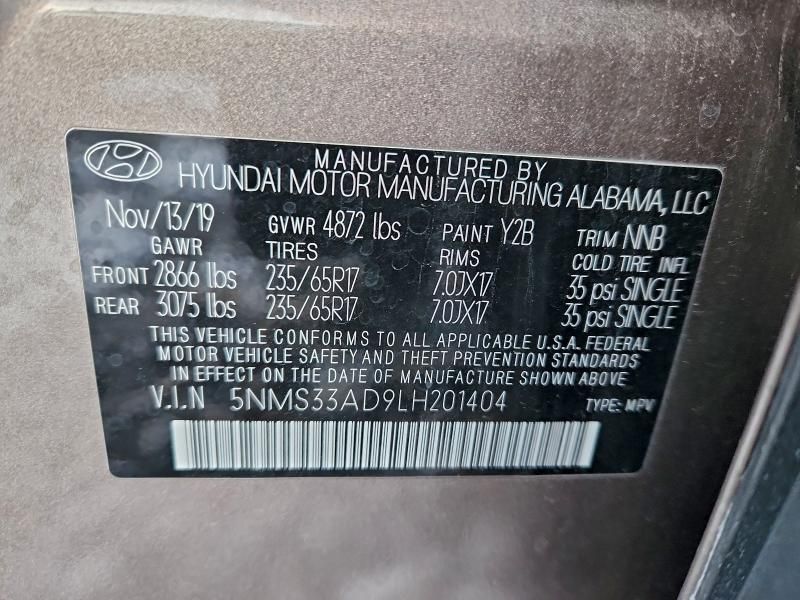 MANUFACTURED BY
HYUNDAI MOTOR MANUFACTURING ALABAMA, LLC
Nov/13/19 GVWR 4872 lbs PAINT Y2B TRIM NNB
GAWR TIRES RIMS COLD TIRE INFL
FRONT 2866 lbs 235/65R17 7.0JX17 35 psi SINGLE
REAR 3075 lbs 235/65R17 7.0JX17 35 psi SINGLE
THIS VEHICLE CONFORMS TO ALL APPLICABLE U.S.A. FEDERAL
MOTOR VEHICLE SAFETY AND THEFT PREVENTION STANDARDS
IN EFFECT ON THE DATE OF MANUFACTURE SHOWN ABOVE
V.I.N 5NMS33AD9LH201404 TYPE: MPV